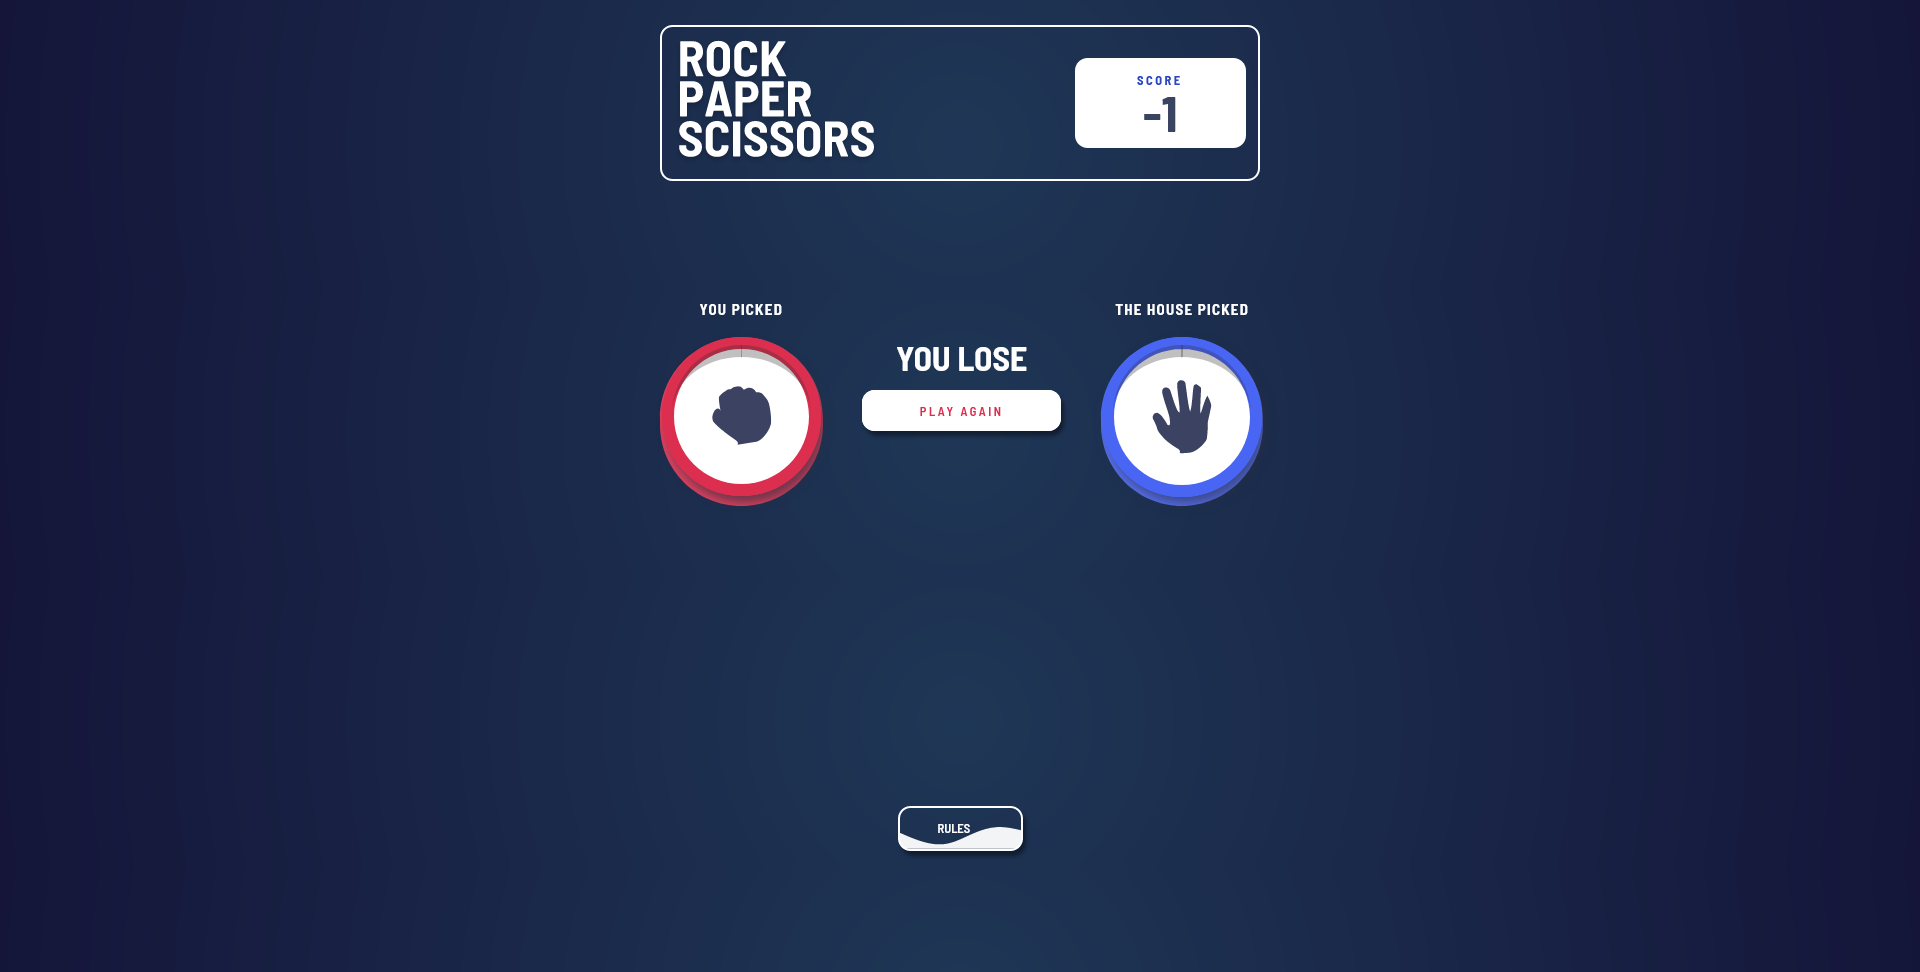 ROCK
PAPER
SCISSORS
SCORE
-1
YOU PICKED
THE HOUSE PICKED
YOU LOSE
PLAY AGAIN
RULES